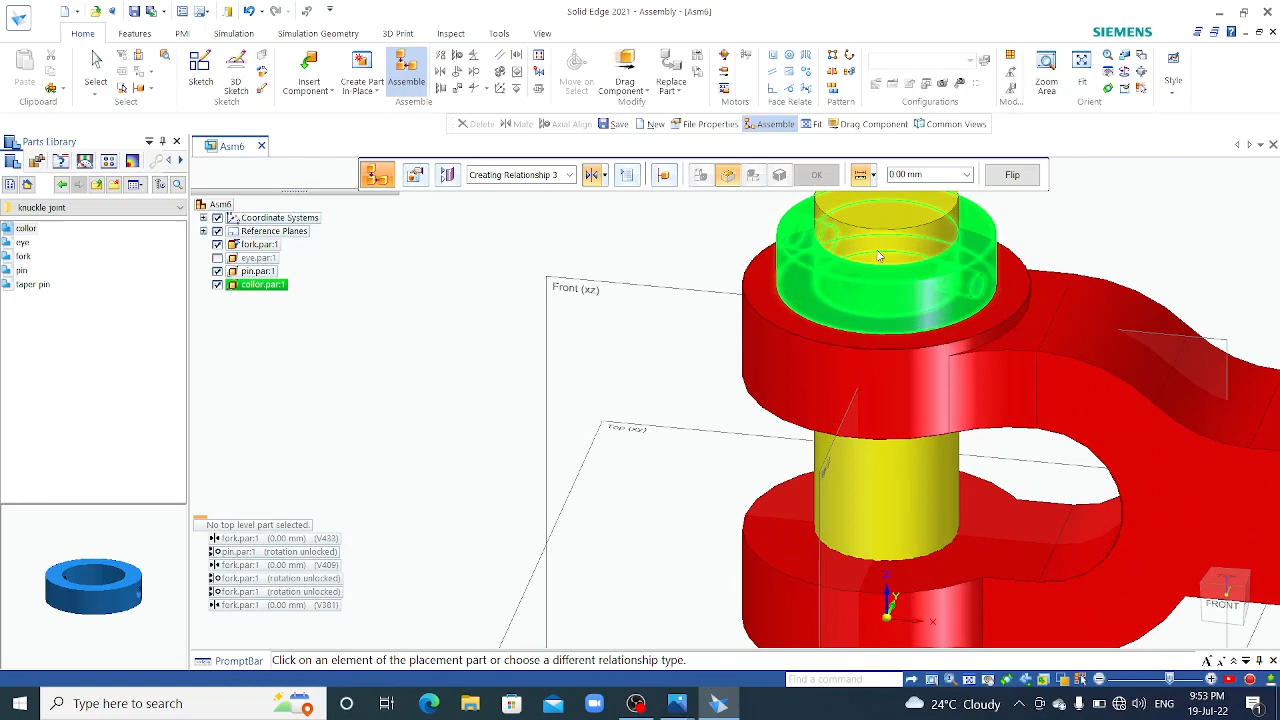 Solid Edge 2021 - Assembly - [Asm6]
Home Features PMI Simulation Simulation Geometry 3D Print Inspect Tools View
SIEMENS
Paste
Sketch
3D
Sketch
Insert
Component
Create Part
In-Place
Assemble
Move on
Select
Drag
Component
Replace
Part
Zoom
Area
Fit
Style
Clipboard Select Sketch Assemble Modify Motors Face Relate Pattern Configurations Mod... Orient
Delete Mate Axial Align Save New File Properties Assemble Fit Drag Component Common Views
Parts Library
Asm6
Creating Relationship 3
OK
0.00 mm
Flip
knuckle joint
collor
eye
fork
pin
taper pin
Asm6
Coordinate Systems
Reference Planes
fork.par:1
eye.par:1
pin.par:1
collor.par:1
Front (xz)
Top (xy)
No top level part selected.
fork.par:1 (0.00 mm) (V433)
pin.par:1 (rotation unlocked)
fork.par:1 (0.00 mm) (V409)
fork.par:1 (rotation unlocked)
fork.par:1 (rotation unlocked)
fork.par:1 (0.00 mm) (V381)
Z
Y
X
FRONT
PromptBar
Click on an element of the placement part or choose a different relationship type.
Find a command
Type here to search
24°C Cloudy
ENG
9:53 PM
19-Jul-22